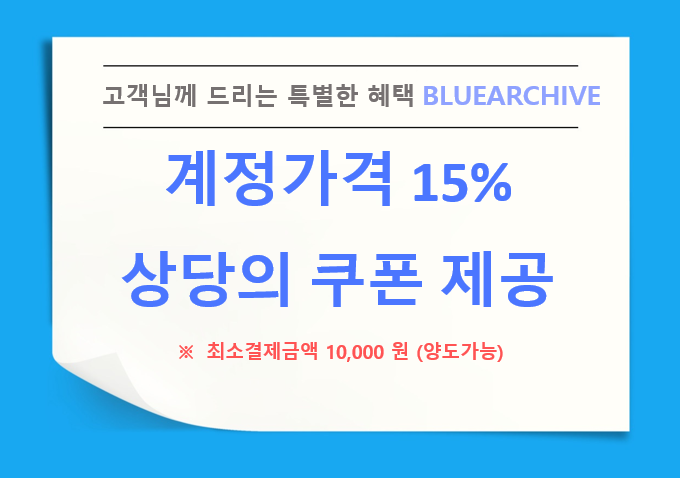 고객님께 드리는 특별한 혜택 BLUEARCHIVE
계정가격 15%
상당의 쿠폰 제공
※ 최소결제금액 10,000 원 (양도가능)